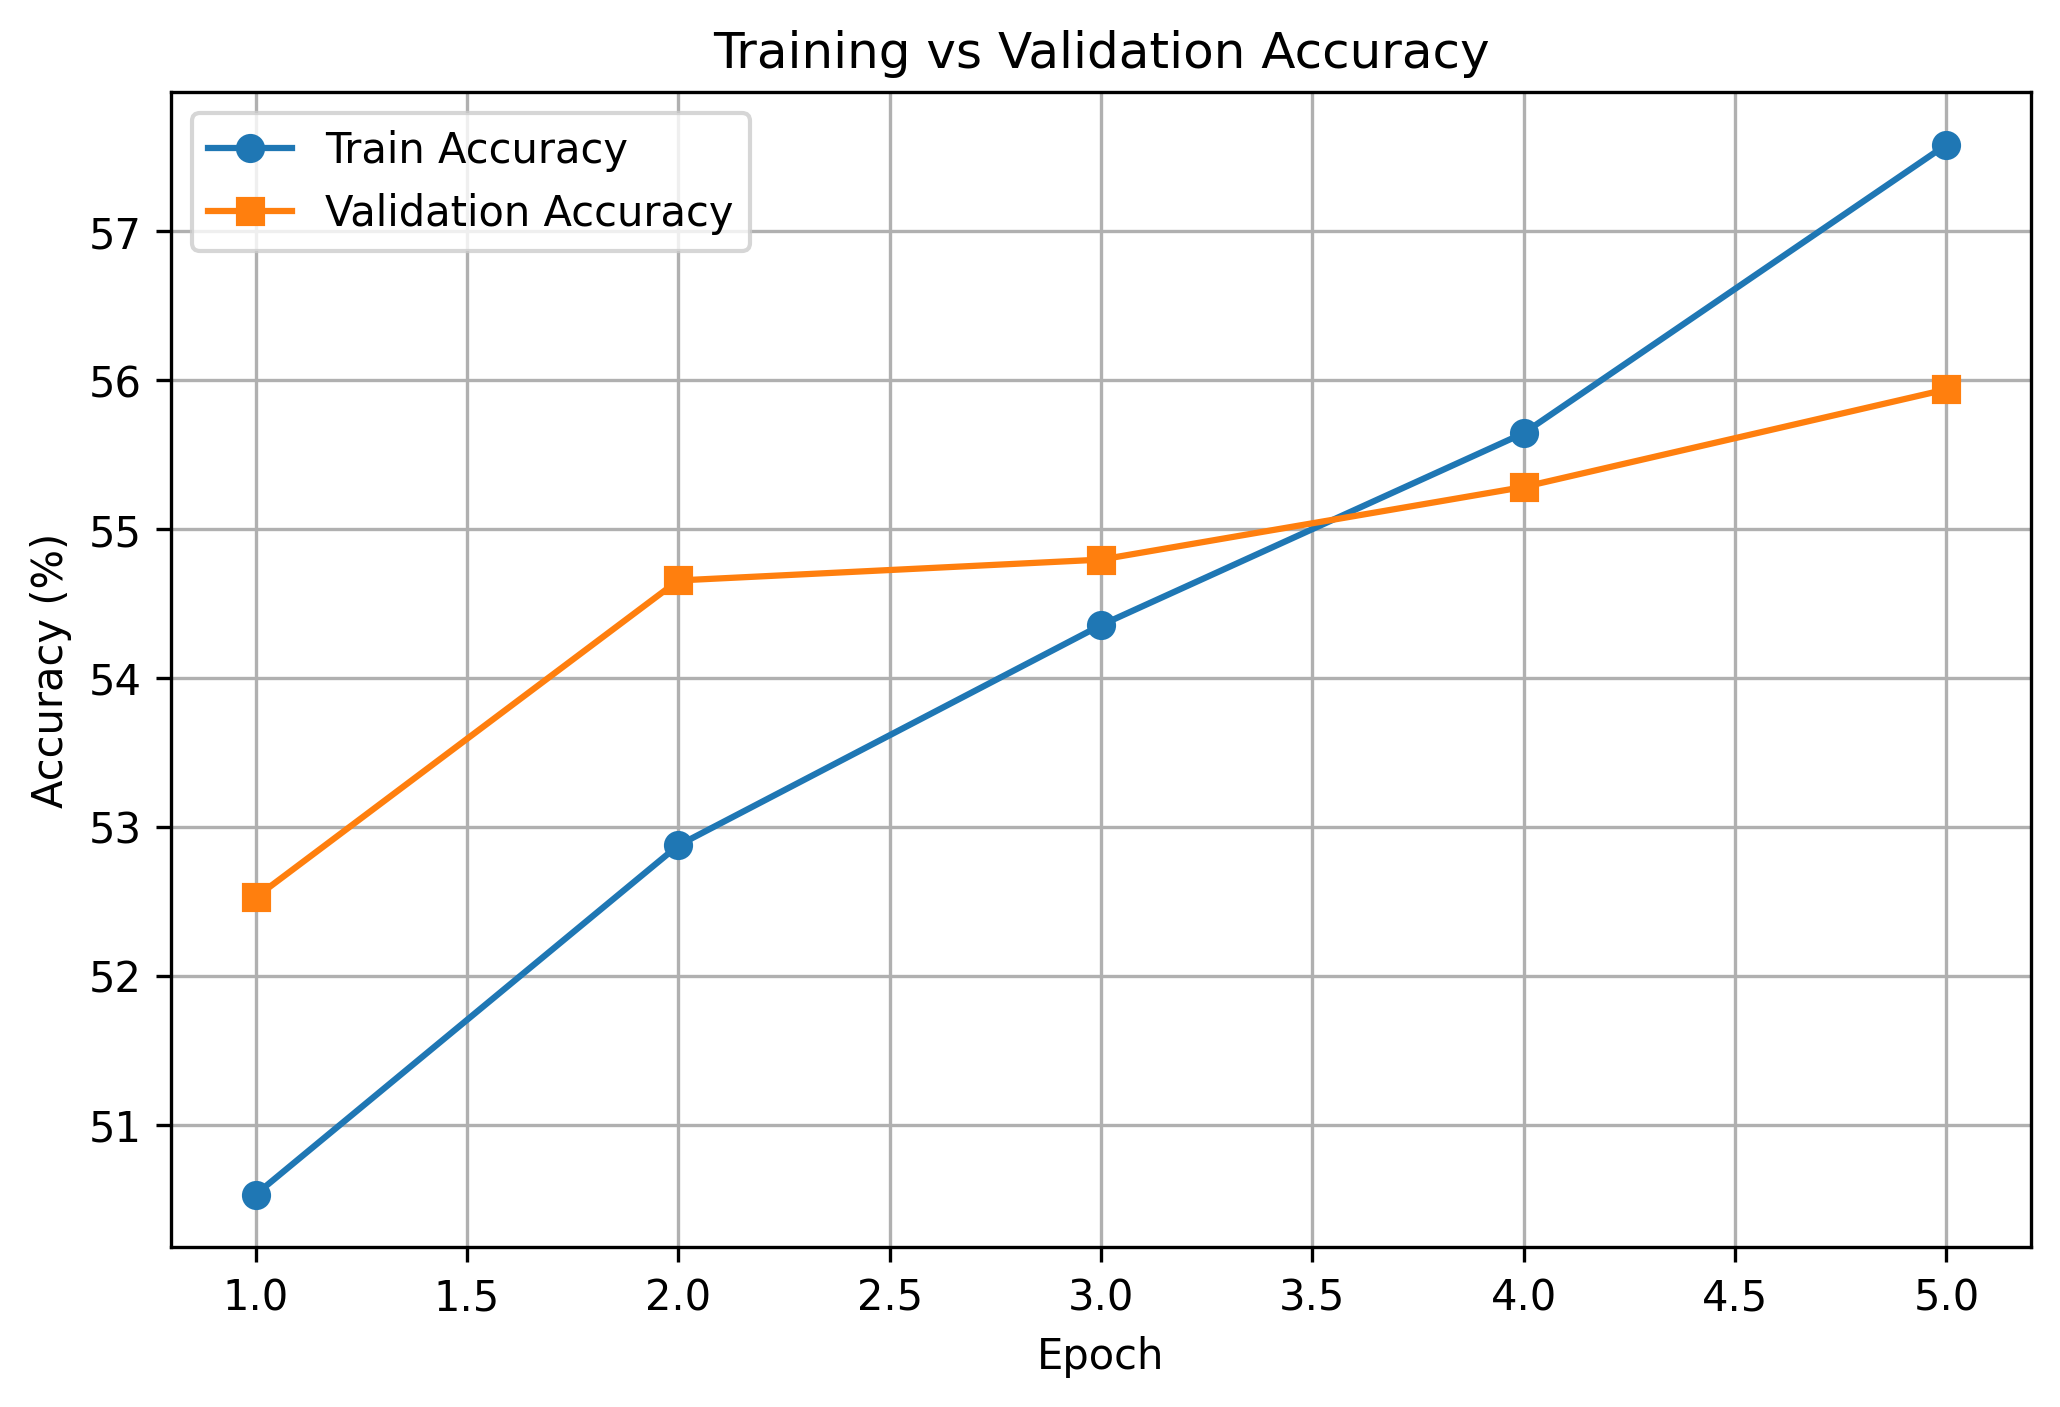 Training vs Validation Accuracy
Train Accuracy
Validation Accuracy
Accuracy (%)
57
56
55
54
53
52
51
1.0 1.5 2.0 2.5 3.0 3.5 4.0 4.5 5.0
Epoch